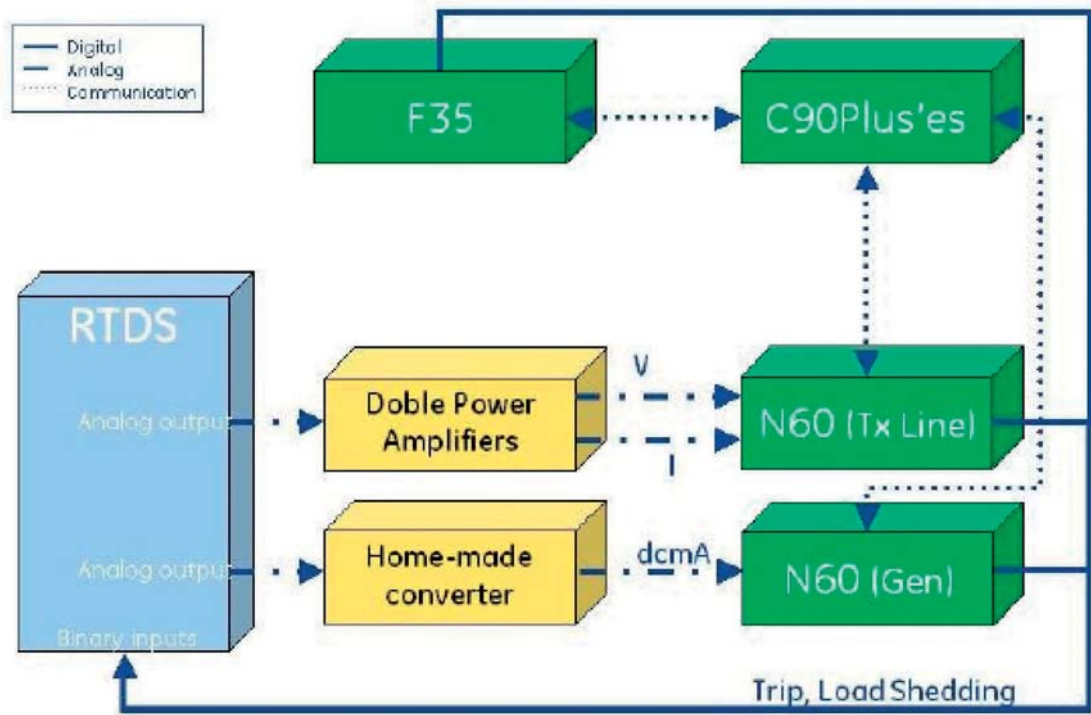 Digital
Analog
Communication
F35
C90Plus'es
RTDS
Analog output
Doble Power
Amplifiers
V
I
N60 (Tx Line)
Analog output
Home-made
converter
dcmA
N60 (Gen)
Binary inputs
Trip, Load Shedding